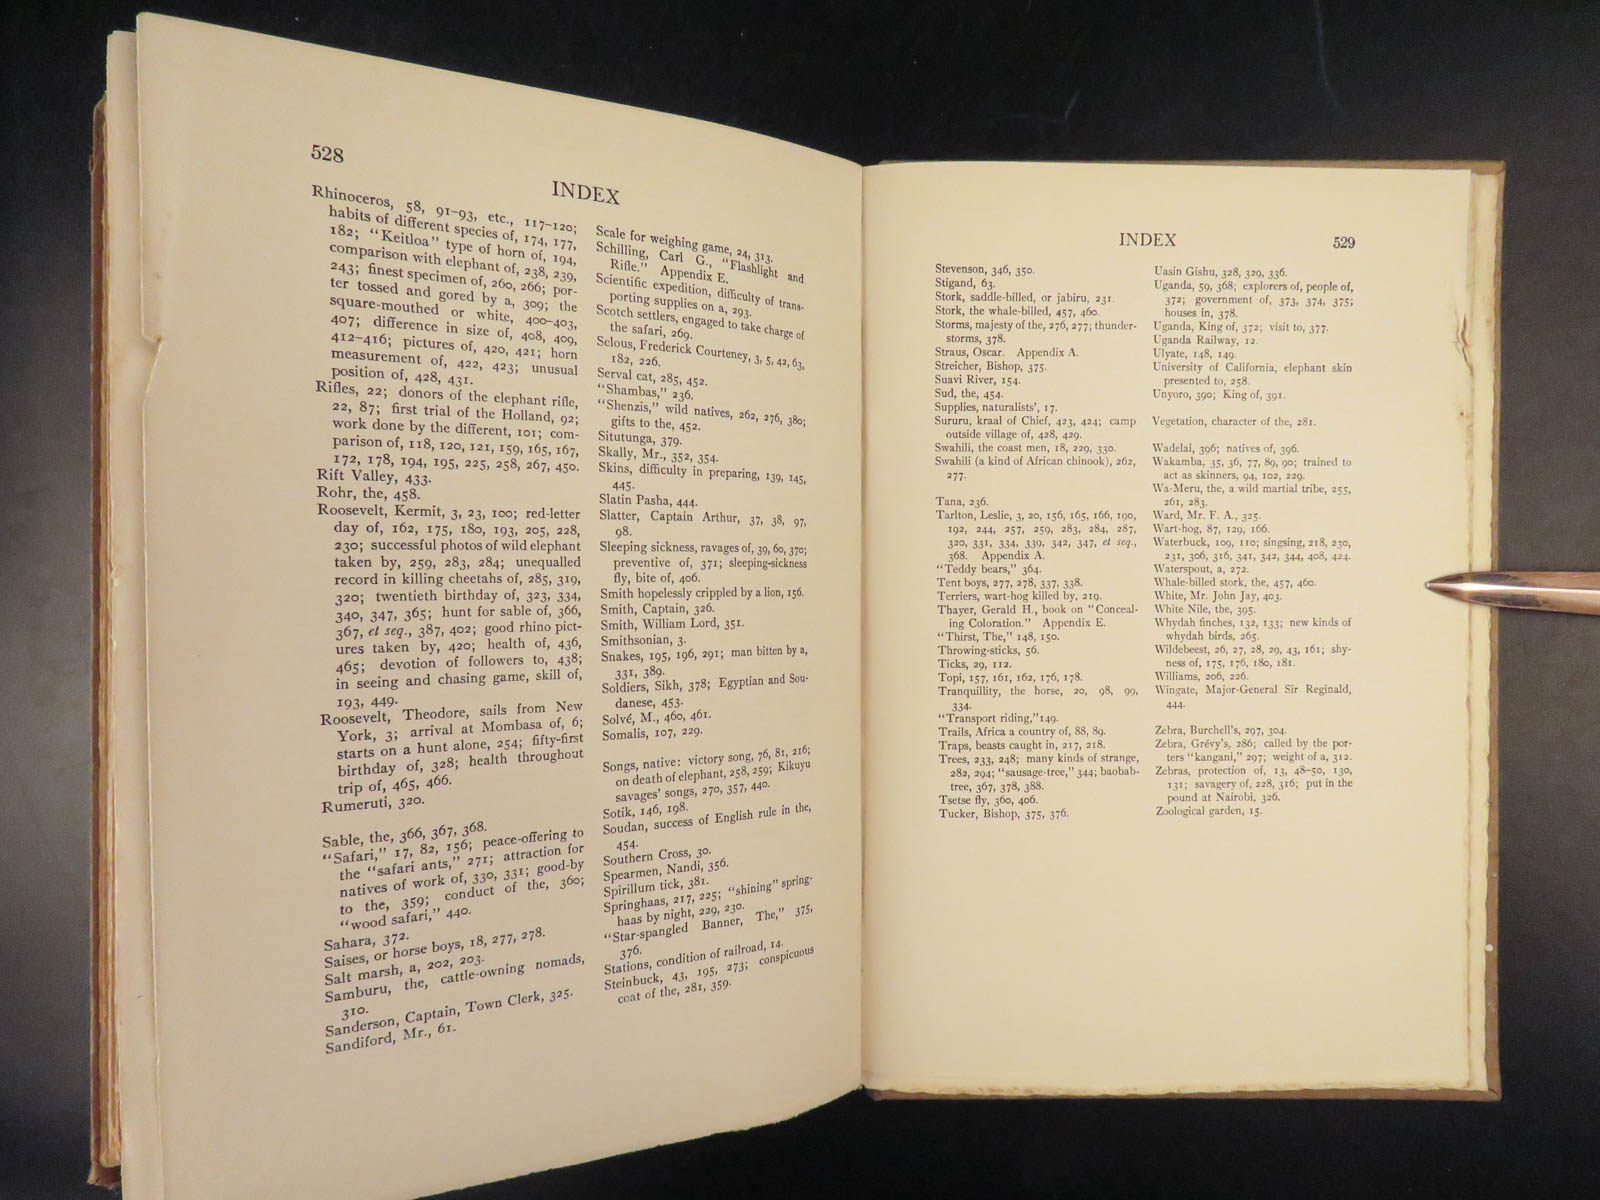 528
INDEX
Rhinoceros, 58, 91–93, etc., 117–120;
habits of different species of, 174, 177,
182; “Keitloa” type of horn of, 194,
comparison with elephant of, 238, 239,
243; finest specimen of, 260, 266; por-
ter tossed and gored by a, 309; the
square-mouthed or white, 400–403,
407; difference in size of, 408, 409,
412–416; pictures of, 420, 421; horn
measurement of, 422, 423; unusual
position of, 428, 431.
Rifles, 22; donors of the elephant rifle,
22, 87; first trial of the Holland, 92;
work done by the different, 101; com-
parison of, 118, 120, 121, 159, 165, 167,
172, 178, 194, 195, 225, 258, 267, 450.
Rift Valley, 433.
Rohr, the, 458.
Roosevelt, Kermit, 3, 23, 100; red-letter
day of, 162, 175, 180, 193, 205, 228,
230; successful photos of wild elephant
taken by, 259, 283, 284; unequalled
record in killing cheetahs of, 285, 319,
320; twentieth birthday of, 323, 334,
340, 347, 365; hunt for sable of, 366,
367, et seq., 387, 402; good rhino pict-
ures taken by, 420; health of, 436,
465; devotion of followers to, 438;
in seeing and chasing game, skill of,
193, 449.
Roosevelt, Theodore, sails from New
York, 3; arrival at Mombasa of, 6;
starts on a hunt alone, 254; fifty-first
birthday of, 328; health throughout
trip of, 465, 466.
Rumeruti, 320.
Sable, the, 366, 367, 368.
“Safari,” 17, 82, 156; peace-offering to
the “safari ants,” 271; attraction for
natives of work of, 330, 331; good-by
to the, 359; conduct of the, 360;
“wood safari,” 440.
Sahara, 372.
Saises, or horse boys, 18, 277, 278.
Salt marsh, a, 202, 203.
Samburu, the, cattle-owning nomads,
310.
Sanderson, Captain, Town Clerk, 325.
Sandiford, Mr., 61.
Scale for weighing game, 24, 313.
Schilling, Carl G., “Flashlight and
Rifle.” Appendix E.
Scientific expedition, difficulty of trans-
porting supplies on a, 293.
Scotch settlers, engaged to take charge of
the safari, 269.
Selous, Frederick Courteney, 3, 5, 42, 63,
182, 226.
Serval cat, 285, 452.
“Shambas,” 236.
“Shenzis,” wild natives, 262, 276, 380;
gifts to the, 452.
Situtunga, 379.
Skally, Mr., 352, 354.
Skins, difficulty in preparing, 139, 145,
445.
Slatin Pasha, 444.
Slatter, Captain Arthur, 37, 38, 97,
98.
Sleeping sickness, ravages of, 39, 60, 370;
preventive of, 371; sleeping-sickness
fly, bite of, 406.
Smith hopelessly crippled by a lion, 156.
Smith, Captain, 326.
Smith, William Lord, 351.
Smithsonian, 3.
Snakes, 195, 196, 291; man bitten by a,
331, 389.
Soldiers, Sikh, 378; Egyptian and Sou-
danese, 453.
Solvé, M., 460, 461.
Somalis, 107, 229.
Songs, native: victory song, 76, 81, 216;
on death of elephant, 258, 259; Kikuyu
savages’ songs, 270, 357, 440.
Sotik, 146, 198.
Soudan, success of English rule in the,
454.
Southern Cross, 30.
Spearmen, Nandi, 356.
Spirillum tick, 381.
Springhaas, 217, 225; “shining” spring-
haas by night, 229, 230.
“Star-spangled Banner, The,” 375,
376.
Stations, condition of railroad, 14.
Steinbuck, 43, 195, 273; conspicuous
coat of the, 281, 359.
INDEX
529
Stevenson, 346, 350.
Stigand, 63.
Stork, saddle-billed, or jabiru, 231.
Stork, the whale-billed, 457, 460.
Storms, majesty of the, 276, 277; thunder-
storms, 378.
Straus, Oscar. Appendix A.
Streicher, Bishop, 375.
Suavi River, 154.
Sud, the, 454.
Supplies, naturalists’, 17.
Sururu, kraal of Chief, 423, 424; camp
outside village of, 428, 429.
Swahili, the coast men, 18, 229, 330.
Swahili (a kind of African chinook), 262,
277.
Tana, 236.
Tarlton, Leslie, 3, 20, 156, 165, 166, 190,
192, 244, 257, 259, 283, 284, 287,
320, 331, 334, 339, 342, 347, et seq.,
368. Appendix A.
“Teddy bears,” 364.
Tent boys, 277, 278, 337, 338.
Terriers, wart-hog killed by, 219.
Thayer, Gerald H., book on “Conceal-
ing Coloration.” Appendix E.
“Thirst, The,” 148, 150.
Throwing-sticks, 56.
Ticks, 29, 112.
Topi, 157, 161, 162, 176, 178.
Tranquillity, the horse, 20, 98, 99,
334.
“Transport riding,” 149.
Trails, Africa a country of, 88, 89.
Traps, beasts caught in, 217, 218.
Trees, 233, 248; many kinds of strange,
282, 294; “sausage-tree,” 344; baobab-
tree, 367, 378, 388.
Tsetse fly, 360, 406.
Tucker, Bishop, 375, 376.
Uasin Gishu, 328, 329, 336.
Uganda, 59, 368; explorers of, people of,
372; government of, 373, 374, 375;
houses in, 378.
Uganda, King of, 372; visit to, 377.
Uganda Railway, 12.
Ulyate, 148, 149.
University of California, elephant skin
presented to, 258.
Unyoro, 390; King of, 391.
Vegetation, character of the, 281.
Wadelai, 396; natives of, 396.
Wakamba, 35, 36, 77, 89, 90; trained to
act as skinners, 94, 102, 229.
Wa-Meru, the, a wild martial tribe, 255,
261, 283.
Ward, Mr. F. A., 325.
Wart-hog, 87, 129, 166.
Waterbuck, 109, 110; singsing, 218, 230,
231, 306, 316, 341, 342, 344, 408, 424.
Waterspout, a, 272.
Whale-billed stork, the, 457, 460.
White, Mr. John Jay, 403.
White Nile, the, 395.
Whydah finches, 132, 133; new kinds of
whydah birds, 265.
Wildebeest, 26, 27, 28, 29, 43, 161; shy-
ness of, 175, 176, 180, 181.
Williams, 206, 226.
Wingate, Major-General Sir Reginald,
444.
Zebra, Burchell’s, 297, 304.
Zebra, Grévy’s, 286; called by the por-
ters “kangani,” 297; weight of a, 312.
Zebras, protection of, 13, 48–50, 130,
131; savagery of, 228, 316; put in the
pound at Nairobi, 326.
Zoological garden, 15.